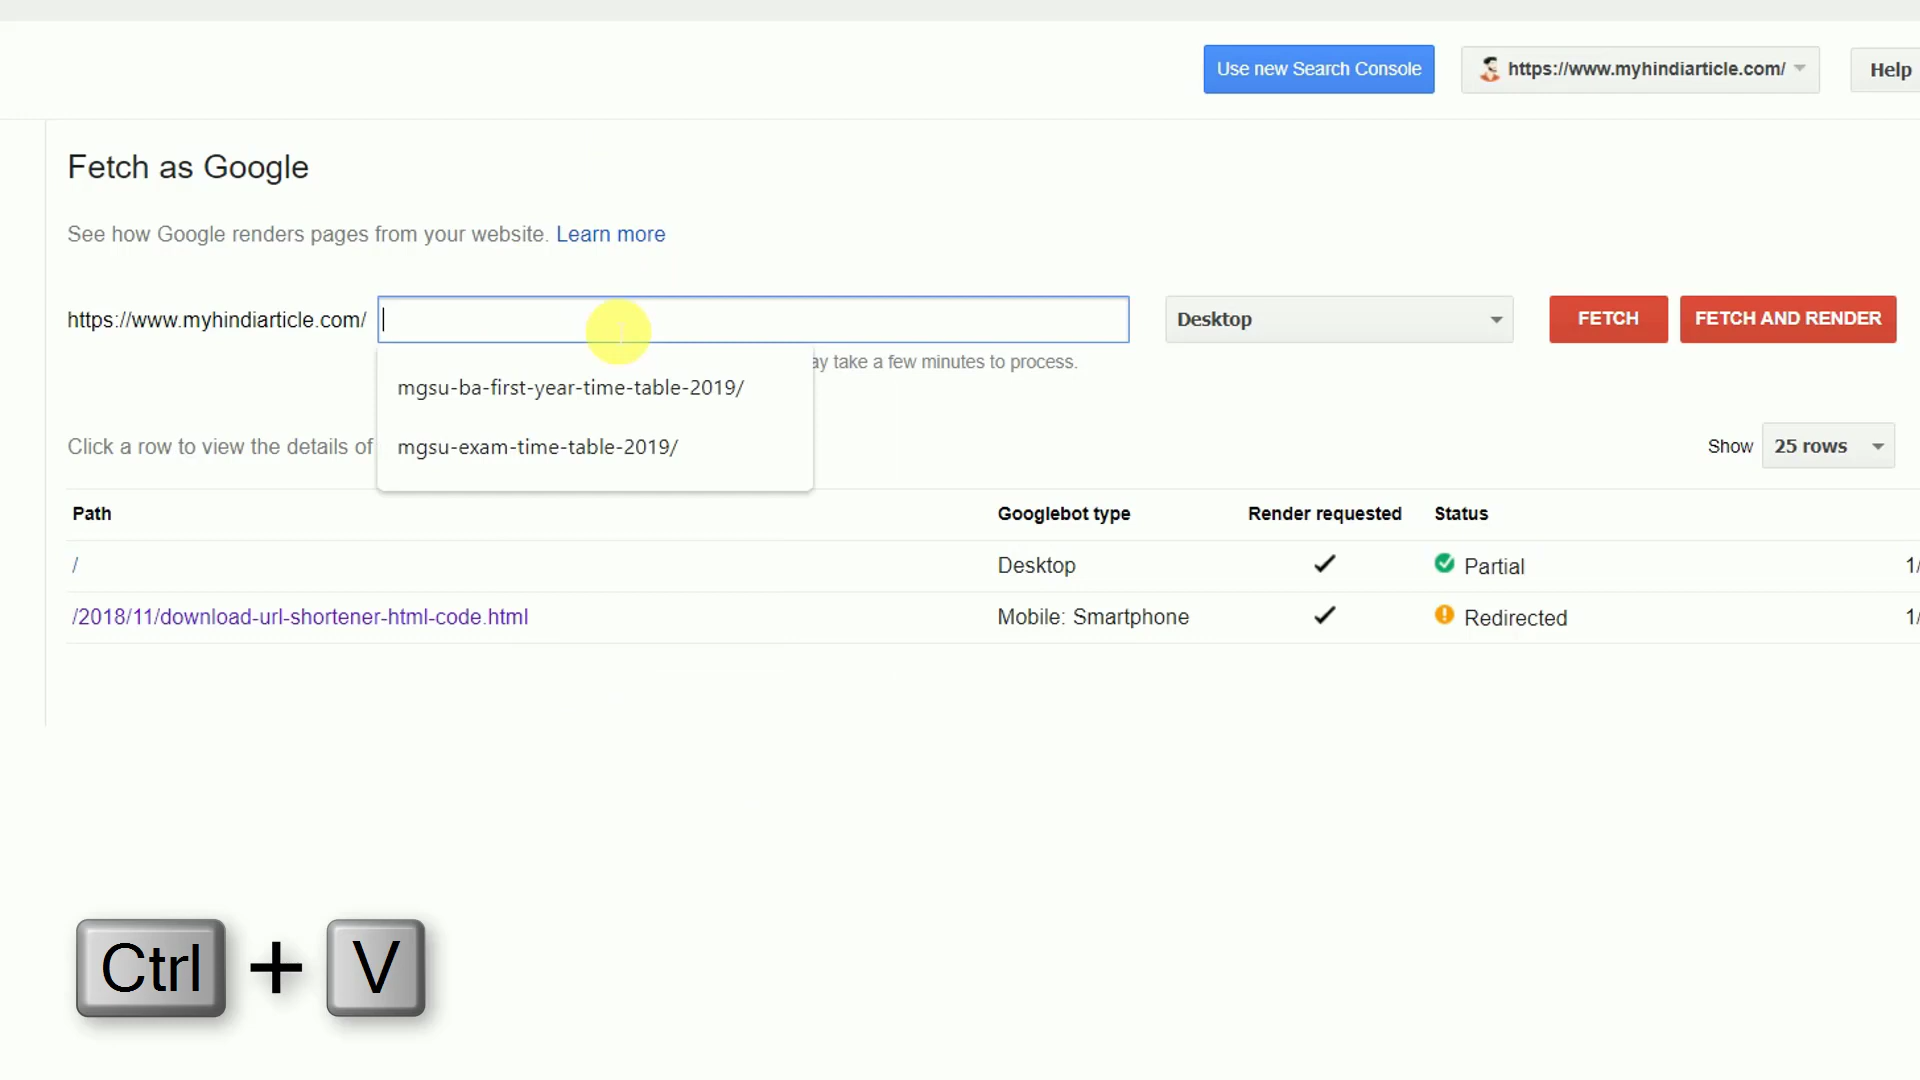 Use new Search Console
https://www.myhindiarticle.com/
Help
Fetch as Google
See how Google renders pages from your website. Learn more
https://www.myhindiarticle.com/
Desktop
FETCH
FETCH AND RENDER
take a few minutes to process.
mgsu-ba-first-year-time-table-2019/
mgsu-exam-time-table-2019/
Click a row to view the details of
Show 25 rows
Path Googlebot type Render requested Status
/ Desktop Partial 1/
/2018/11/download-url-shortener-html-code.html Mobile: Smartphone Redirected 1/
Ctrl + V